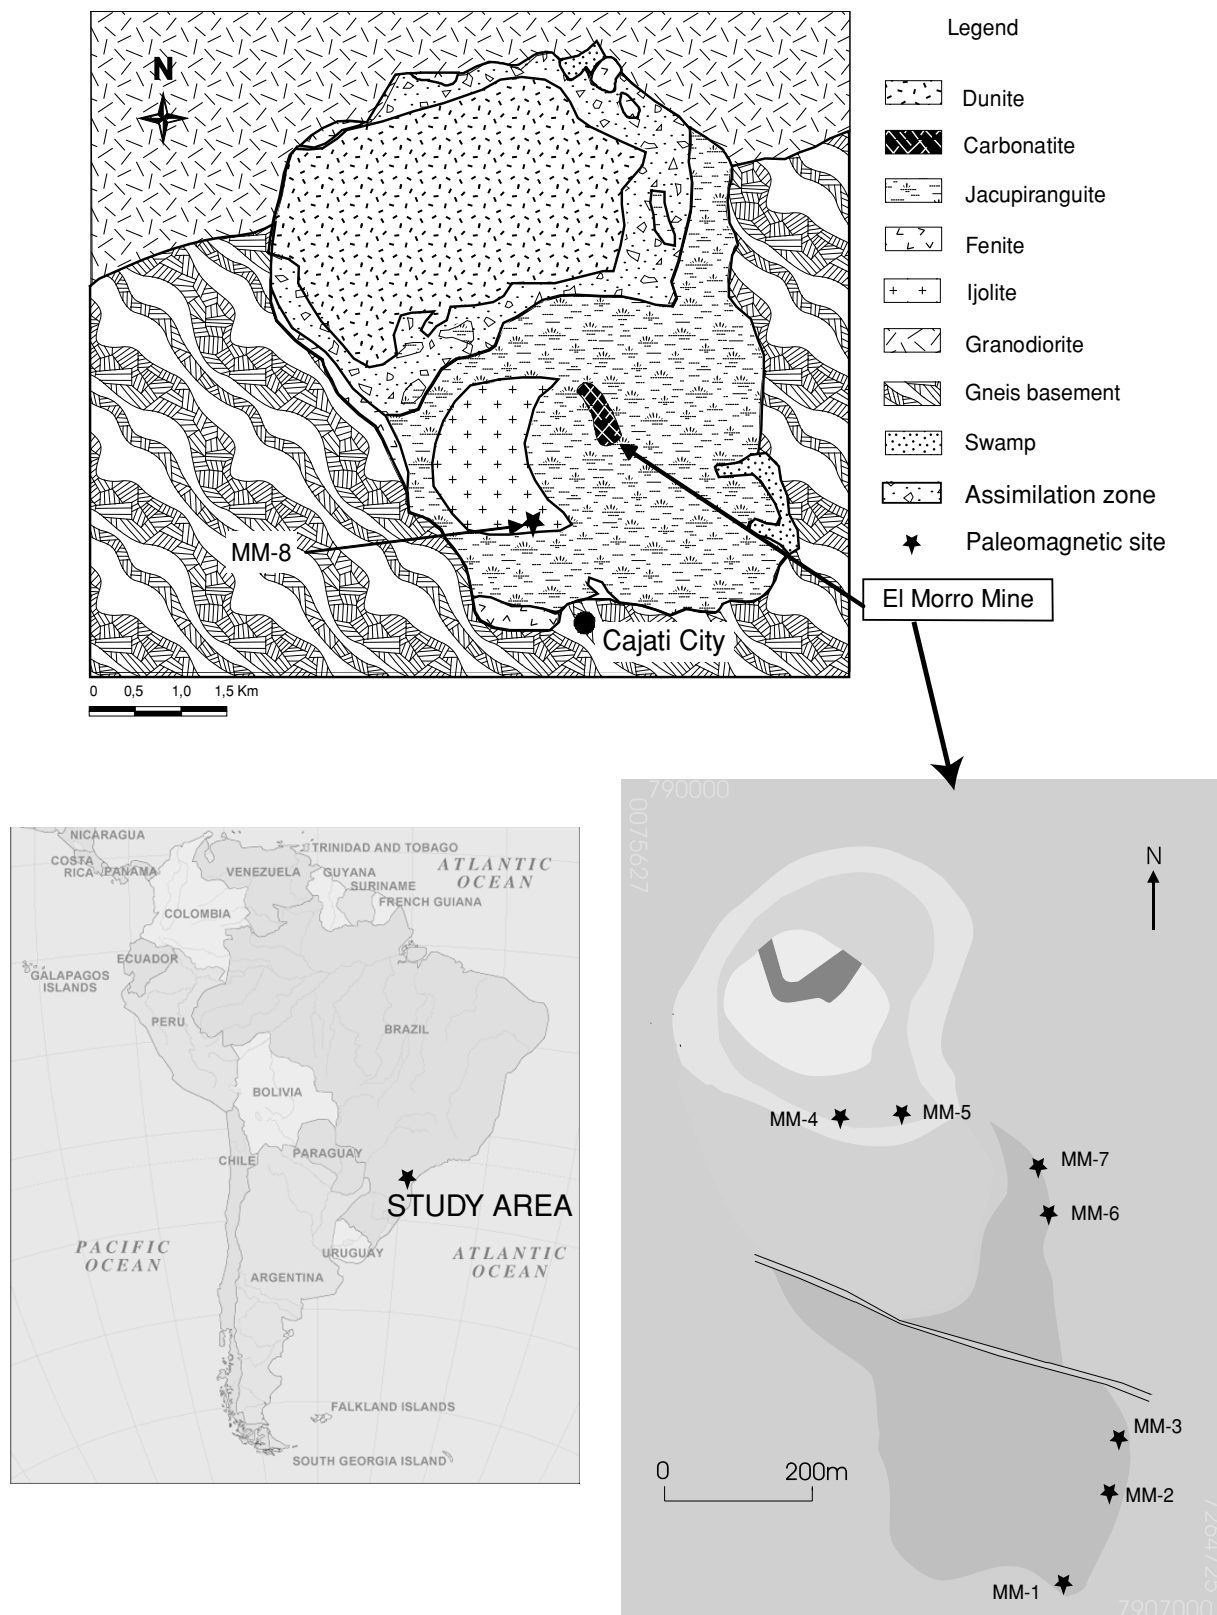 Legend
N
Dunite
Carbonatite
Jacupiranguite
Fenite
Ijolite
Granodiorite
Gneis basement
Swamp
Assimilation zone
Paleomagnetic site
MM-8
El Morro Mine
Cajati City
0 0,5 1,0 1,5 Km
NICARAGUA
COSTA
RICA
PANAMA
TRINIDAD AND TOBAGO
VENEZUELA
GUYANA
SURINAME
FRENCH GUIANA
ATLANTIC
OCEAN
COLOMBIA
ECUADOR
GALAPAGOS
ISLANDS
PERU
BRAZIL
BOLIVIA
PARAGUAY
CHILE
STUDY AREA
PACIFIC
OCEAN
URUGUAY
ATLANTIC
OCEAN
ARGENTINA
FALKLAND ISLANDS
SOUTH GEORGIA ISLAND
790000
0075627
N
MM-4
MM-5
MM-7
MM-6
MM-3
0 200m
MM-2
MM-1
7264725
7907000